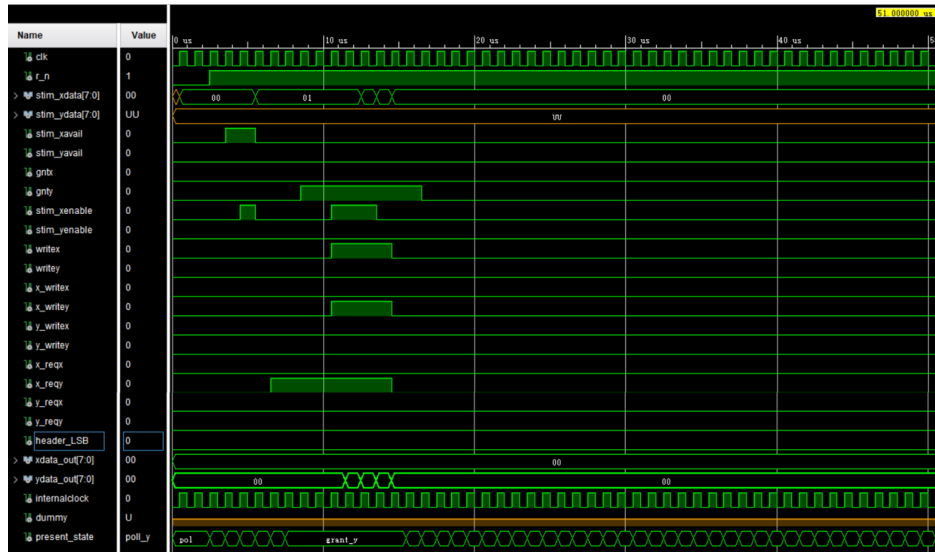 51.000000 us
Name Value
0 us 10 us 20 us 30 us 40 us 5
clk 0
r_n 1
stim_xdata[7:0] 00 00 01 00
stim_ydata[7:0] UU UU
stim_xavail 0
stim_yavail 0
gntx 0
gnty 0
stim_xenable 0
stim_yenable 0
writex 0
writey 0
x_writex 0
x_writey 0
y_writex 0
y_writey 0
x_reqx 0
x_reqy 0
y_reqx 0
y_reqy 0
header_LSB 0
xdata_out[7:0] 00 00
ydata_out[7:0] 00 00 00
internalclock 0
dummy U
present_state poll_y pol grant_y